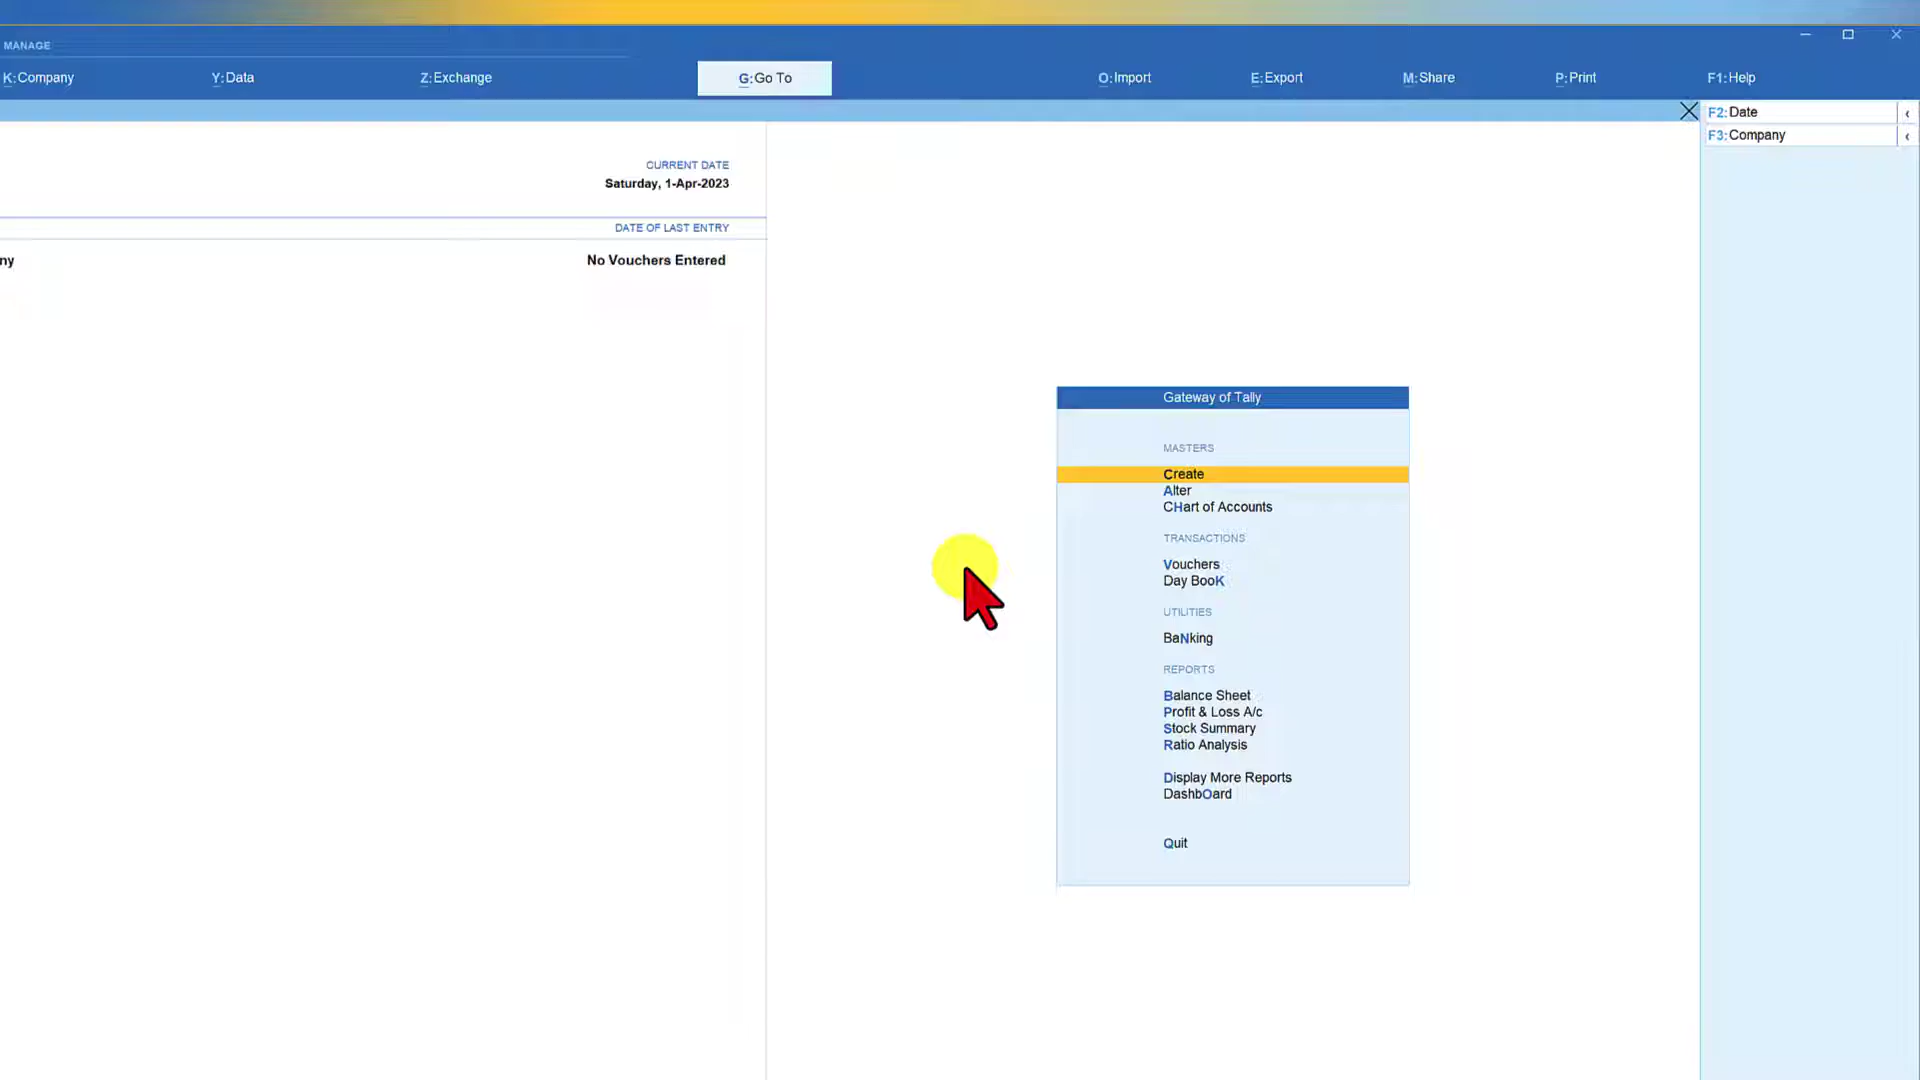 MANAGE
K:Company Y:Data Z:Exchange G:Go To O:Import E:Export M:Share P:Print F1:Help
F2:Date
F3:Company
CURRENT DATE
Saturday, 1-Apr-2023
DATE OF LAST ENTRY
ny No Vouchers Entered
Gateway of Tally
MASTERS
Create
Alter
CHart of Accounts
TRANSACTIONS
Vouchers
Day BooK
UTILITIES
BaNking
REPORTS
Balance Sheet
Profit & Loss A/c
Stock Summary
Ratio Analysis
Display More Reports
DashbOard
Quit